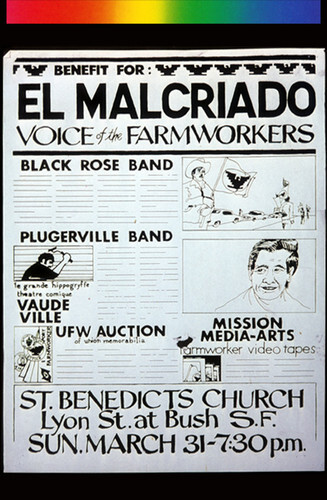 BENEFIT FOR:
EL MALCRIADO
VOICE of the FARMWORKERS
BLACK ROSE BAND
PLUGERVILLE BAND
le grande hippogryffe
theatre comique
VAUDE
VILLE
UFW AUCTION
of union memorabilia
MISSION
MEDIA-ARTS
farmworker video tapes
ST. BENEDICTS CHURCH
Lyon St. at Bush S.F.
SUN. MARCH 31-7:30 p.m.